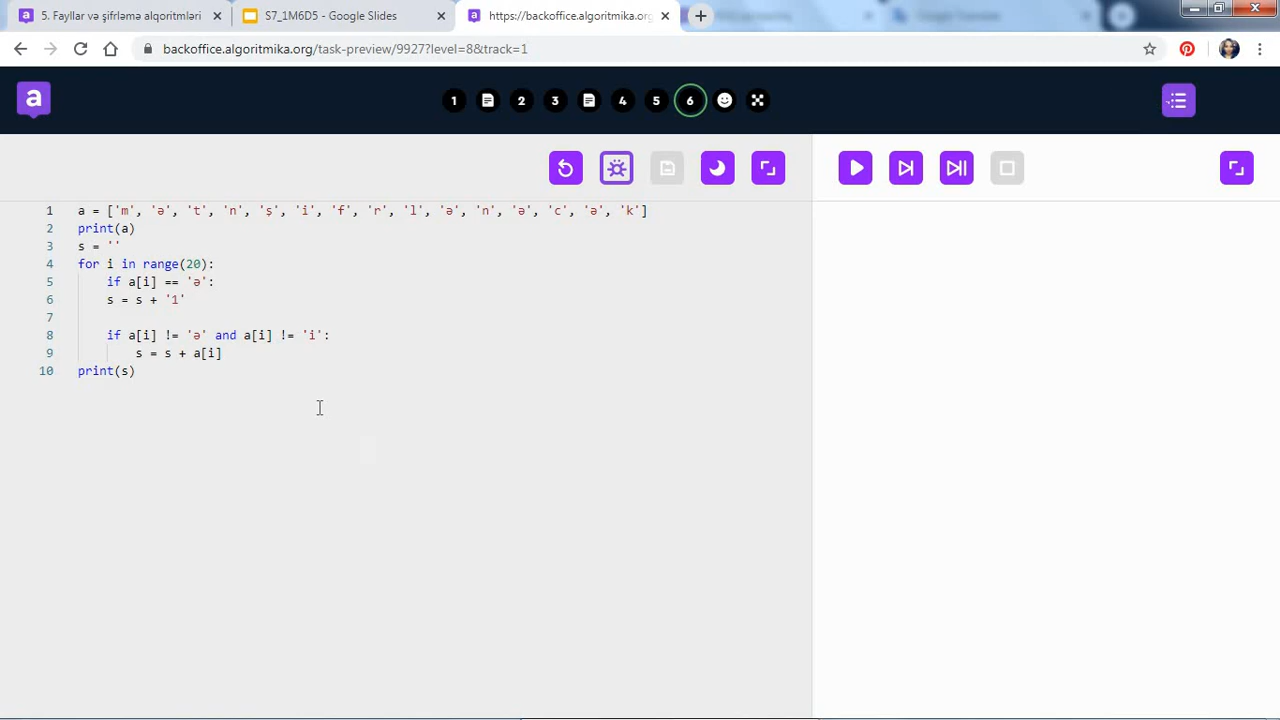 5. Fayllar və şifrləmə alqoritmləri
S7_1M6D5 - Google Slides
https://backoffice.algoritmika.org
Google Translate
backoffice.algoritmika.org/task-preview/9927?level=8&track=1
a
1 2 3 4 5 6
1 a = ['m', 'ə', 't', 'n', 'ş', 'i', 'f', 'r', 'l', 'ə', 'n', 'ə', 'c', 'ə', 'k']
2 print(a)
3 s = ''
4 for i in range(20):
5 if a[i] == 'ə':
6 s = s + '1'
7
8 if a[i] != 'ə' and a[i] != 'i':
9 s = s + a[i]
10 print(s)